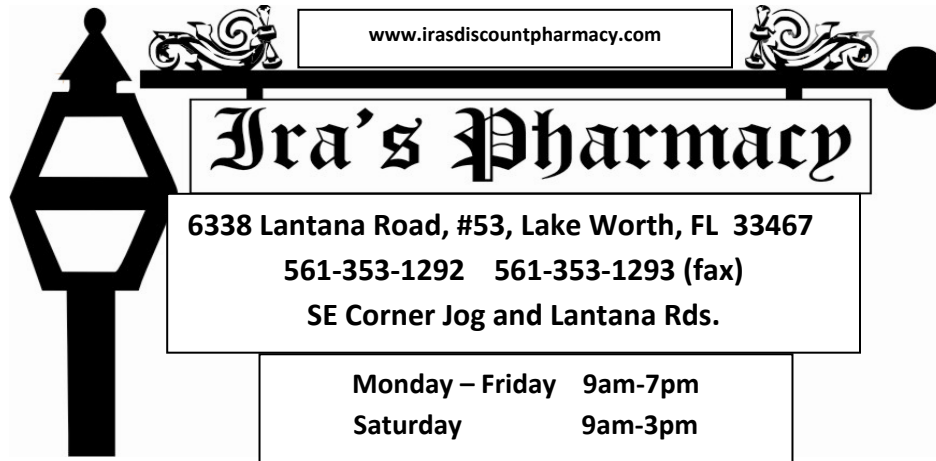 www.irasdiscountpharmacy.com
Ira's Pharmacy
6338 Lantana Road, #53, Lake Worth, FL 33467
561-353-1292 561-353-1293 (fax)
SE Corner Jog and Lantana Rds.
Monday – Friday 9am-7pm
Saturday 9am-3pm